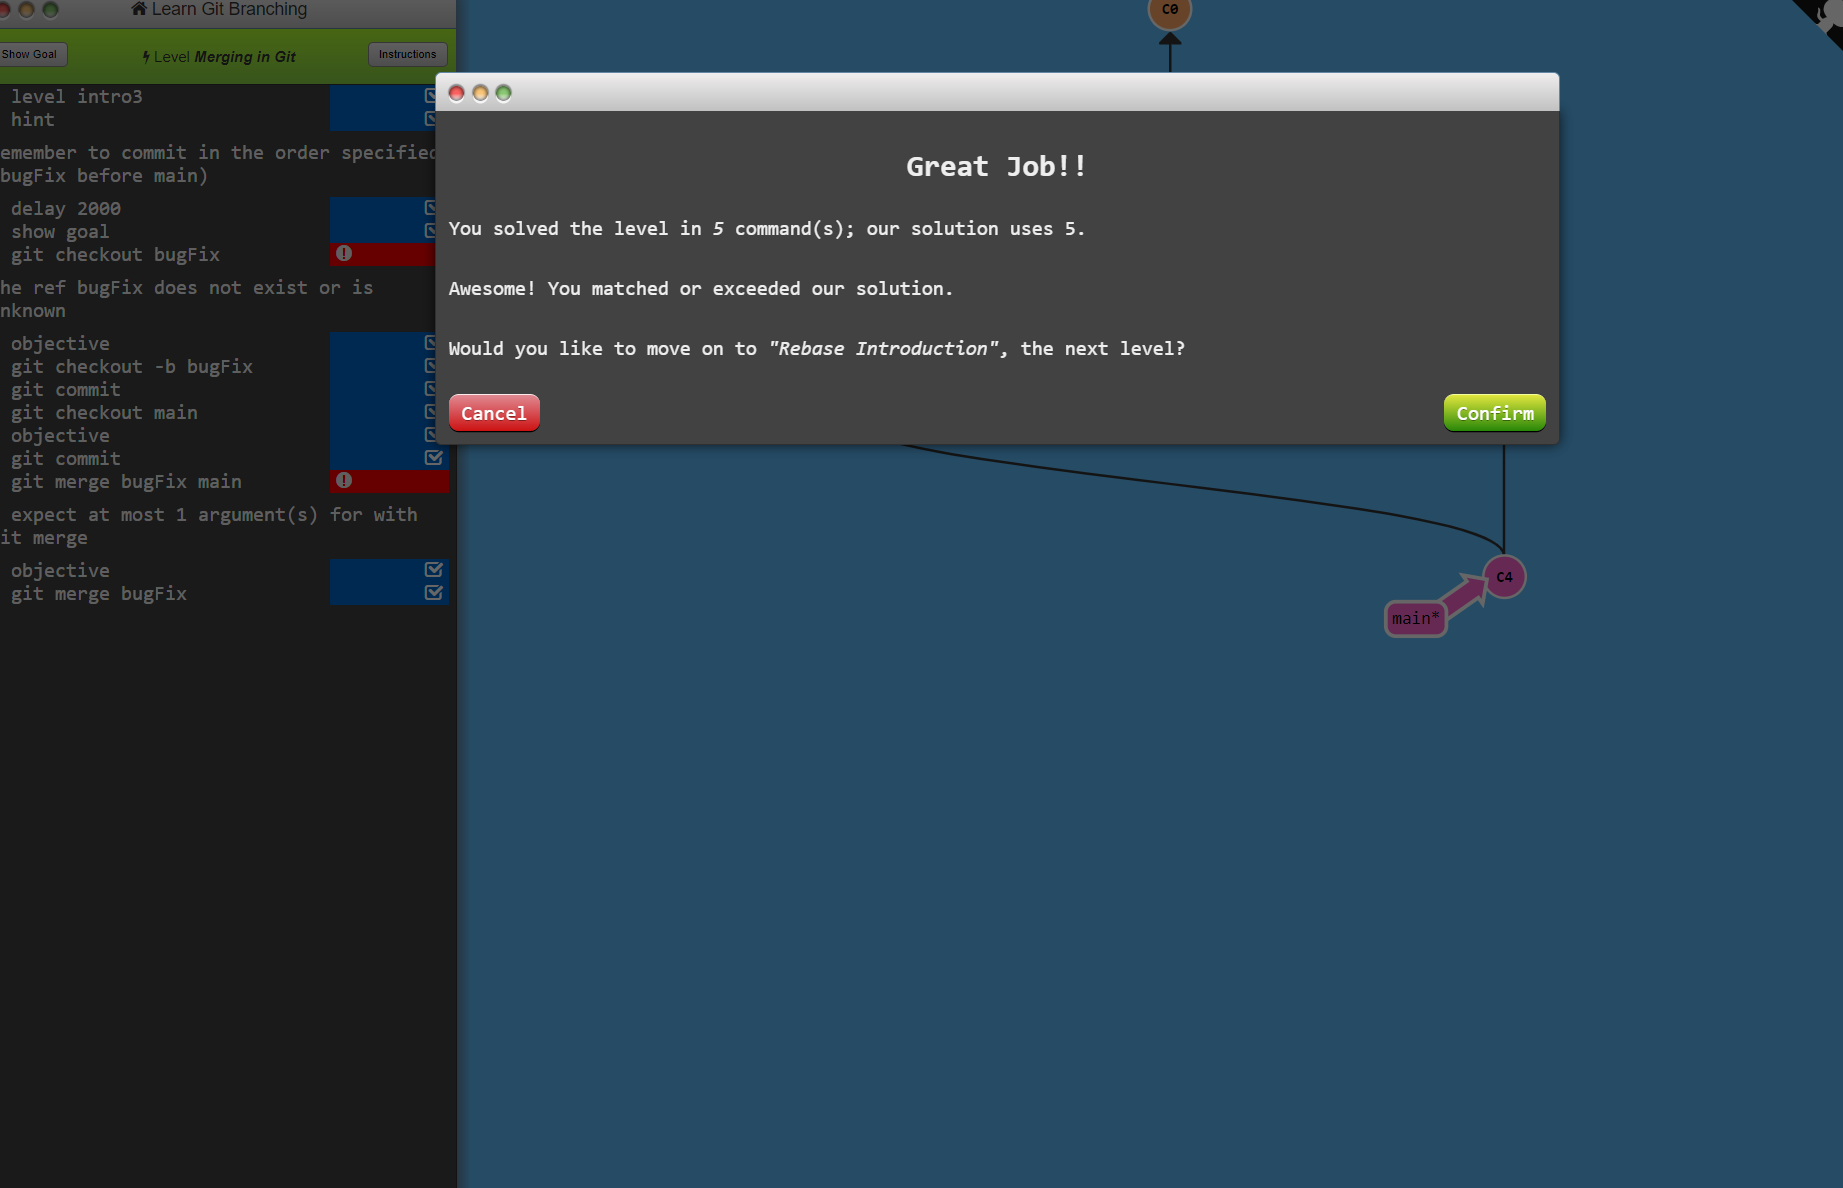 Learn Git Branching
Show Goal
Level Merging in Git
Instructions
level intro3
hint
emember to commit in the order specified
bugFix before main)
delay 2000
show goal
git checkout bugFix
he ref bugFix does not exist or is
nknown
objective
git checkout -b bugFix
git commit
git checkout main
objective
git commit
git merge bugFix main
expect at most 1 argument(s) for with
it merge
objective
git merge bugFix
C0
Great Job!!
You solved the level in 5 command(s); our solution uses 5.
Awesome! You matched or exceeded our solution.
Would you like to move on to "Rebase Introduction", the next level?
Cancel
Confirm
C4
main*